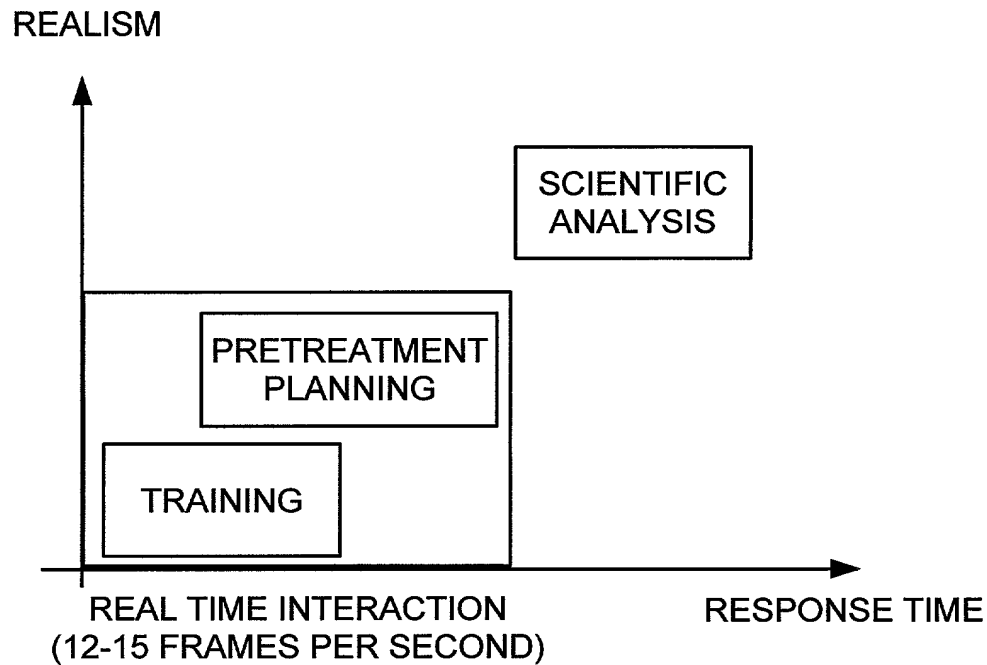 REALISM
SCIENTIFIC
ANALYSIS
PRETREATMENT
PLANNING
TRAINING
REAL TIME INTERACTION
(12-15 FRAMES PER SECOND)
RESPONSE TIME